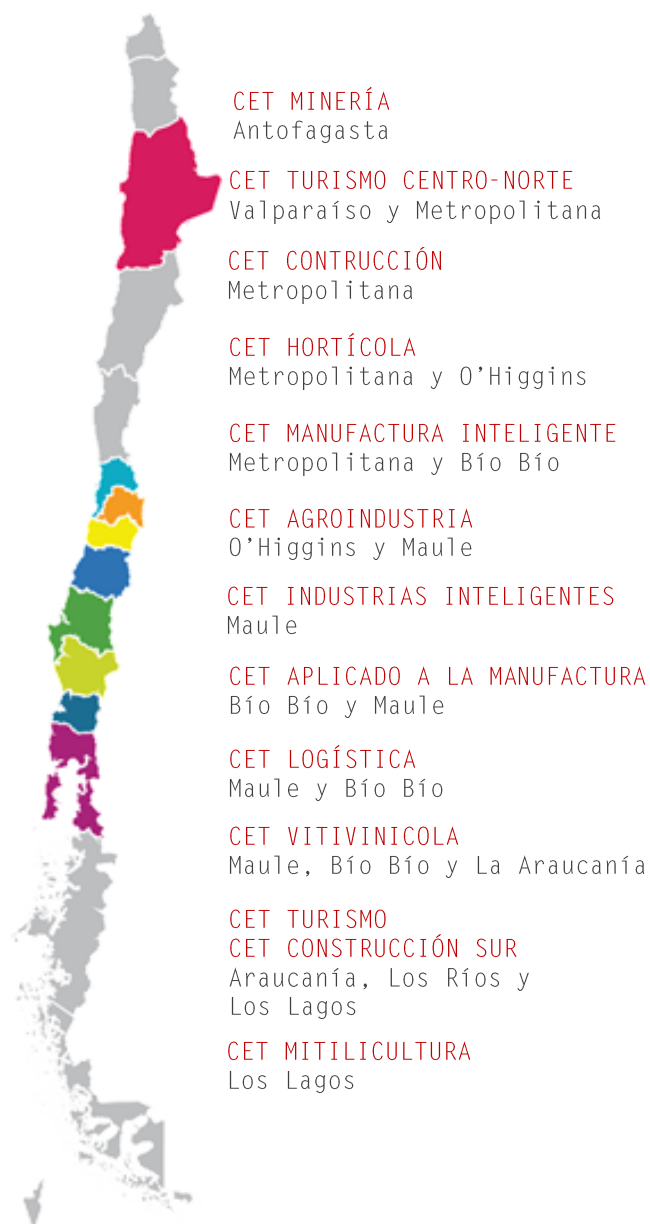 CET MINERÍA
Antofagasta
CET TURISMO CENTRO-NORTE
Valparaíso y Metropolitana
CET CONTRUCCIÓN
Metropolitana
CET HORTÍCOLA
Metropolitana y O'Higgins
CET MANUFACTURA INTELIGENTE
Metropolitana y Bío Bío
CET AGROINDUSTRIA
O'Higgins y Maule
CET INDUSTRIAS INTELIGENTES
Maule
CET APLICADO A LA MANUFACTURA
Bío Bío y Maule
CET LOGÍSTICA
Maule y Bío Bío
CET VITIVINICOLA
Maule, Bío Bío y La Araucanía
CET TURISMO
CET CONSTRUCCIÓN SUR
Araucanía, Los Ríos y
Los Lagos
CET MITILICULTURA
Los Lagos